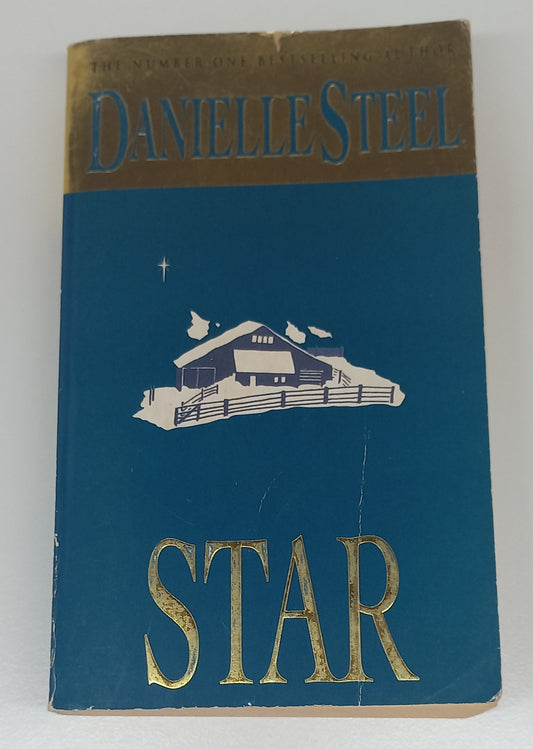 THE NUMBER ONE BESTSELLING AUTHOR
DANIELLE STEEL
STAR